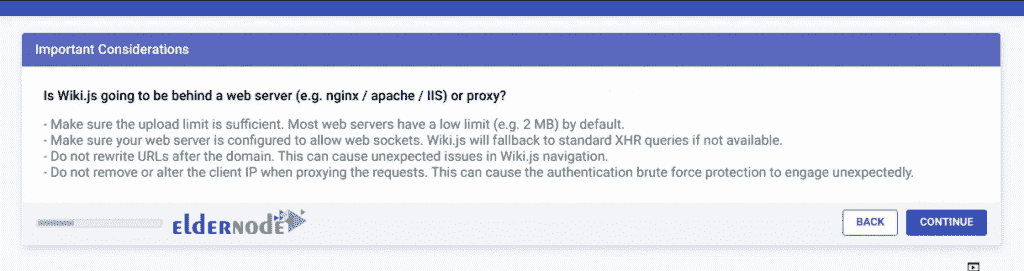 Important Considerations
Is Wiki.js going to be behind a web server (e.g. nginx / apache / IIS) or proxy?
- Make sure the upload limit is sufficient. Most web servers have a low limit (e.g. 2 MB) by default.
- Make sure your web server is configured to allow web sockets. Wiki.js will fallback to standard XHR queries if not available.
- Do not rewrite URLs after the domain. This can cause unexpected issues in Wiki.js navigation.
- Do not remove or alter the client IP when proxying the requests. This can cause the authentication brute force protection to engage unexpectedly.
elderNode
BACK
CONTINUE